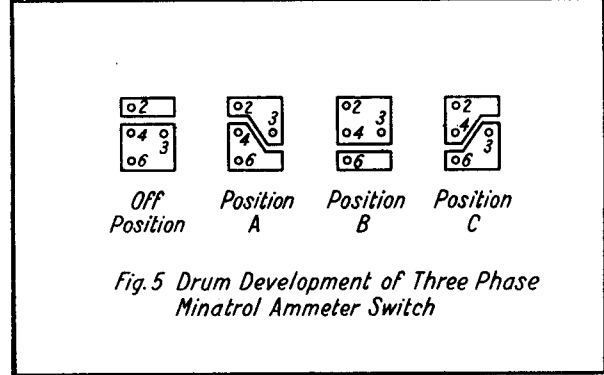 2 2 2 2
4 3 3 4 3 4 3
6 4 6 6
6
Off Position Position Position
Position A B C
Fig. 5 Drum Development of Three Phase
Minatrol Ammeter Switch